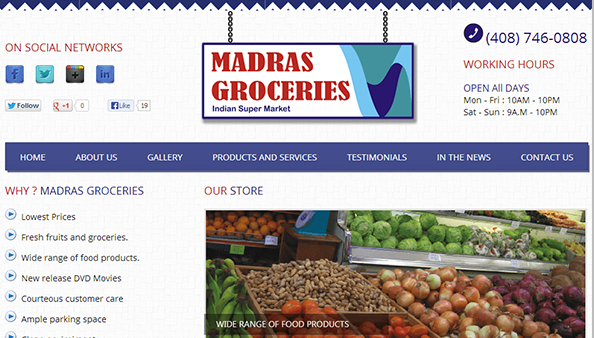 ON SOCIAL NETWORKS
f
t
+
in
Follow
+1
0
Like
19
MADRAS
GROCERIES
Indian Super Market
(408) 746-0808
WORKING HOURS
OPEN All DAYS
Mon - Fri : 10AM - 10PM
Sat - Sun : 9A.M - 10PM
HOME
ABOUT US
GALLERY
PRODUCTS AND SERVICES
TESTIMONIALS
IN THE NEWS
CONTACT US
WHY ? MADRAS GROCERIES
Lowest Prices
Fresh fruits and groceries.
Wide range of food products.
New release DVD Movies
Courteous customer care
Ample parking space
OUR STORE
WIDE RANGE OF FOOD PRODUCTS